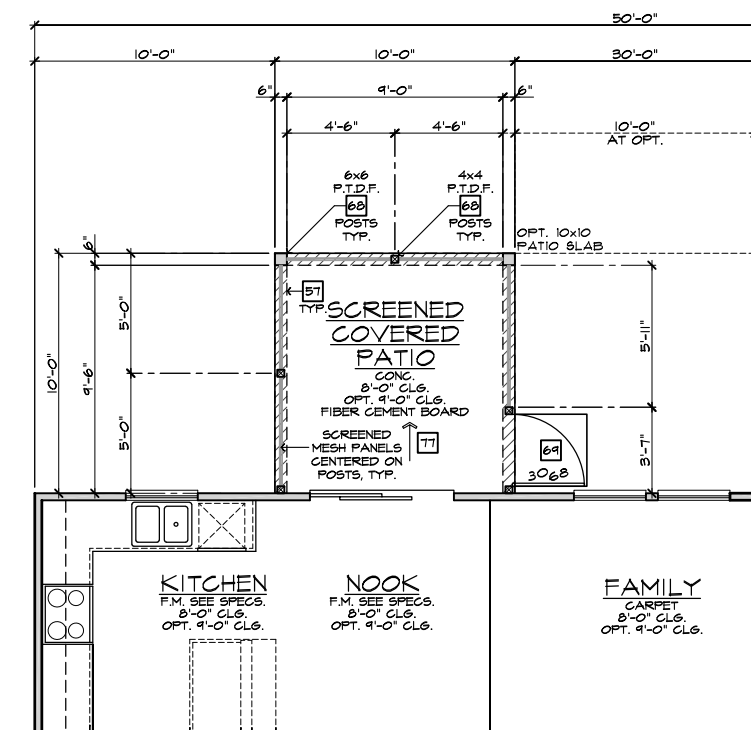 50'-0"
10'-0"
10'-0"
30'-0"
6"
9'-0"
6"
4'-6"
4'-6"
10'-0"
AT OPT.
6x6
P.T.D.F.
68
POSTS
TYP.
4x4
P.T.D.F.
68
POSTS
TYP.
OPT. 10x10
PATIO SLAB
6"
10'-0"
9'-6"
5'-0"
5'-0"
57
TYP.
SCREENED
COVERED
PATIO
CONC.
8'-0" CLG.
OPT. 9'-0" CLG.
FIBER CEMENT BOARD
SCREENED
MESH PANELS
CENTERED ON
POSTS, TYP.
77
5'-11"
3'-7"
69
3068
KITCHEN
F.M. SEE SPECS.
8'-0" CLG.
OPT. 9'-0" CLG.
NOOK
F.M. SEE SPECS.
8'-0" CLG.
OPT. 9'-0" CLG.
FAMILY
CARPET
8'-0" CLG.
OPT. 9'-0" CLG.